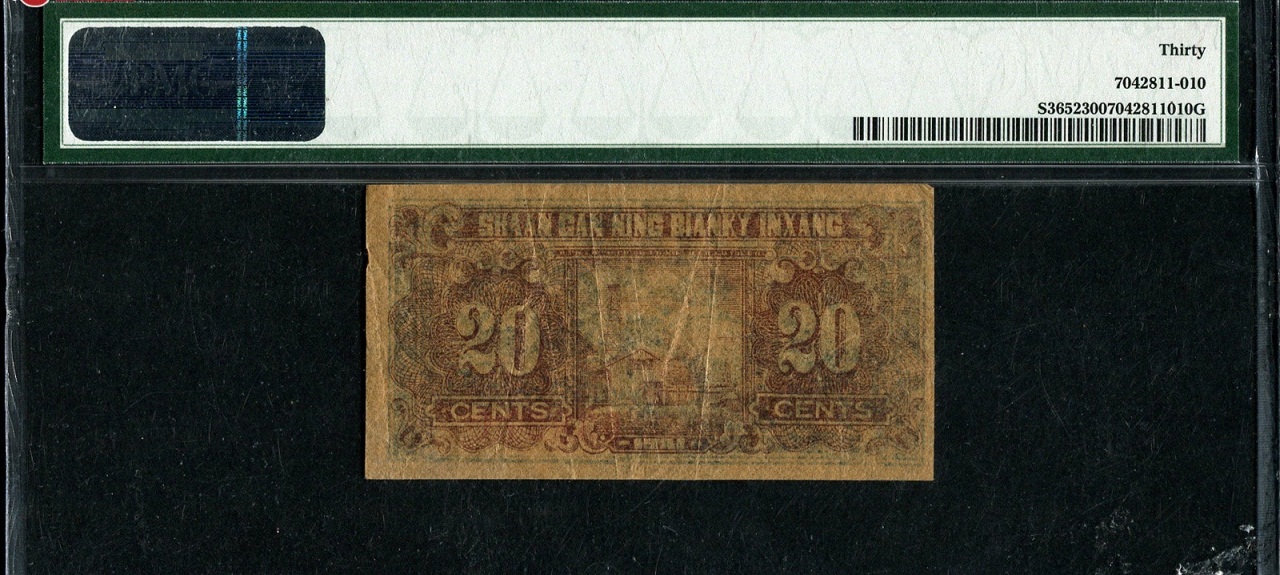 Thirty
7042811-010
S36523007042811010G
SHAAN GAN NING BIANKY INXANG
20 20
CENTS CENTS